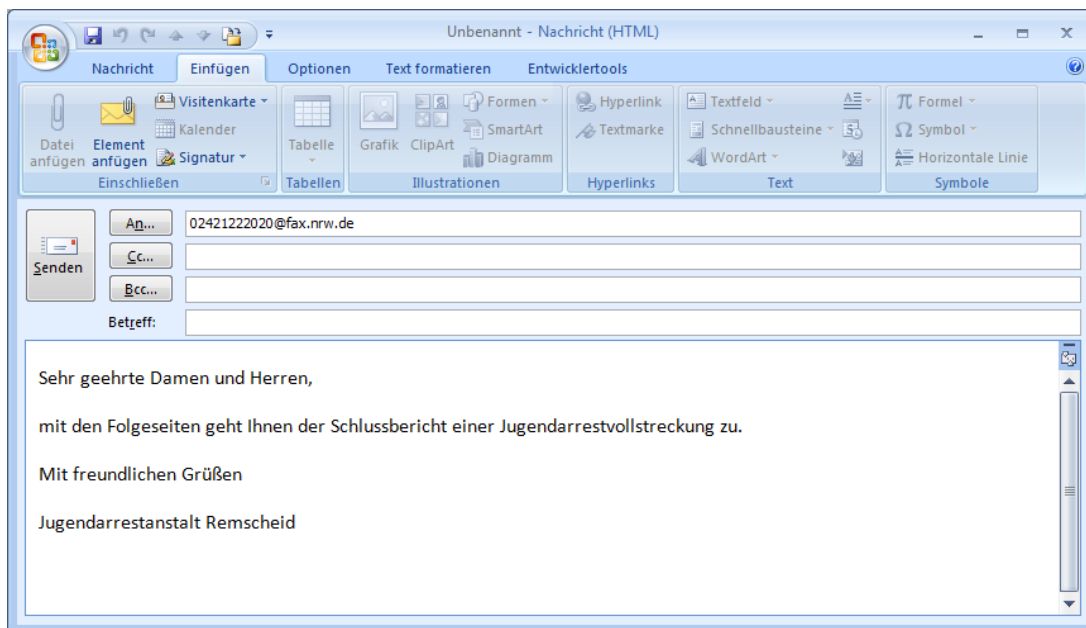 Unbenannt - Nachricht (HTML)
Nachricht Einfügen Optionen Text formatieren Entwicklertools
Datei anfügen
Element anfügen
Visitenkarte
Kalender
Signatur
Einschließen
Tabelle
Tabellen
Grafik
ClipArt
Formen
SmartArt
Diagramm
Illustrationen
Hyperlink
Textmarke
Hyperlinks
Textfeld
Schnellbausteine
WordArt
Text
π Formel
Ω Symbol
Horizontale Linie
Symbole
Senden
An... 02421222020@fax.nrw.de
Cc...
Bcc...
Betreff:
Sehr geehrte Damen und Herren,
mit den Folgeseiten geht Ihnen der Schlussbericht einer Jugendarrestvollstreckung zu.
Mit freundlichen Grüßen
Jugendarrestanstalt Remscheid